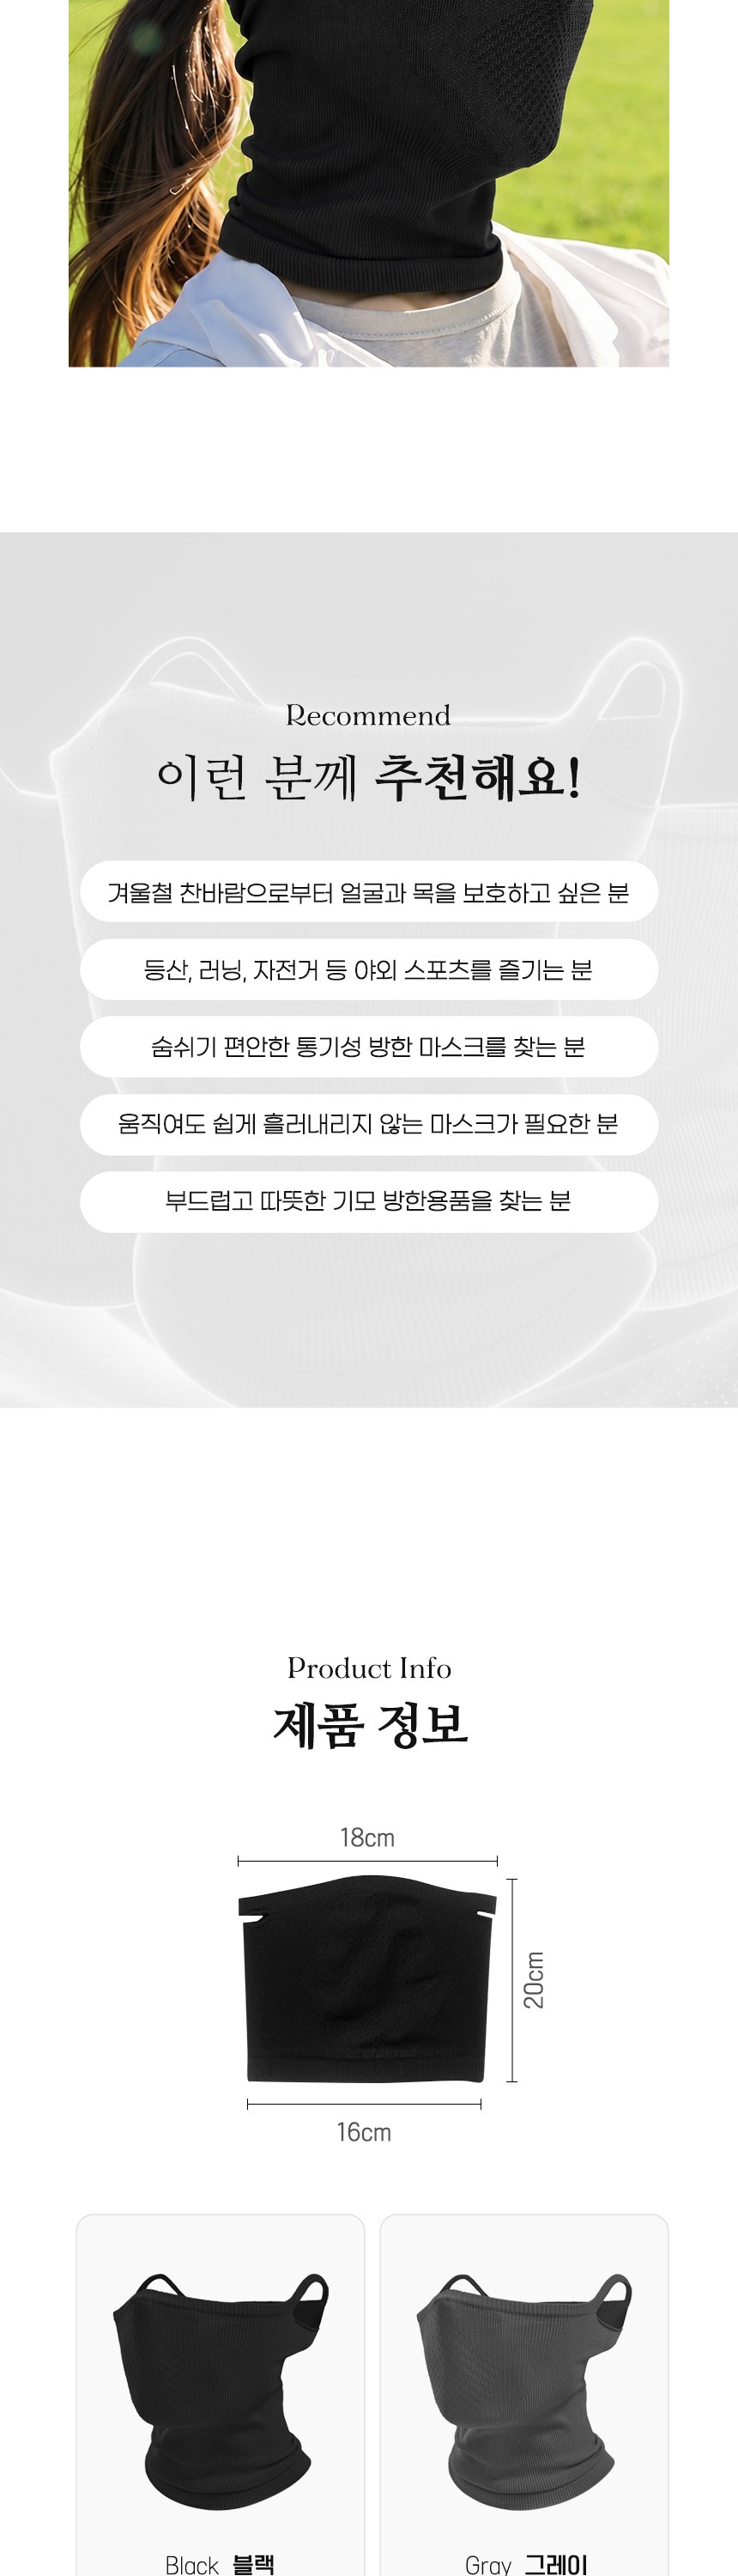 Recommend
이런 분께 추천해요!
겨울철 찬바람으로부터 얼굴과 목을 보호하고 싶은 분
등산, 러닝, 자전거 등 야외 스포츠를 즐기는 분
숨쉬기 편안한 통기성 방한 마스크를 찾는 분
움직여도 쉽게 흘러내리지 않는 마스크가 필요한 분
부드럽고 따뜻한 기모 방한용품을 찾는 분
Product Info
제품 정보
18cm
20cm
16cm
Black 블랙
Gray 그레이